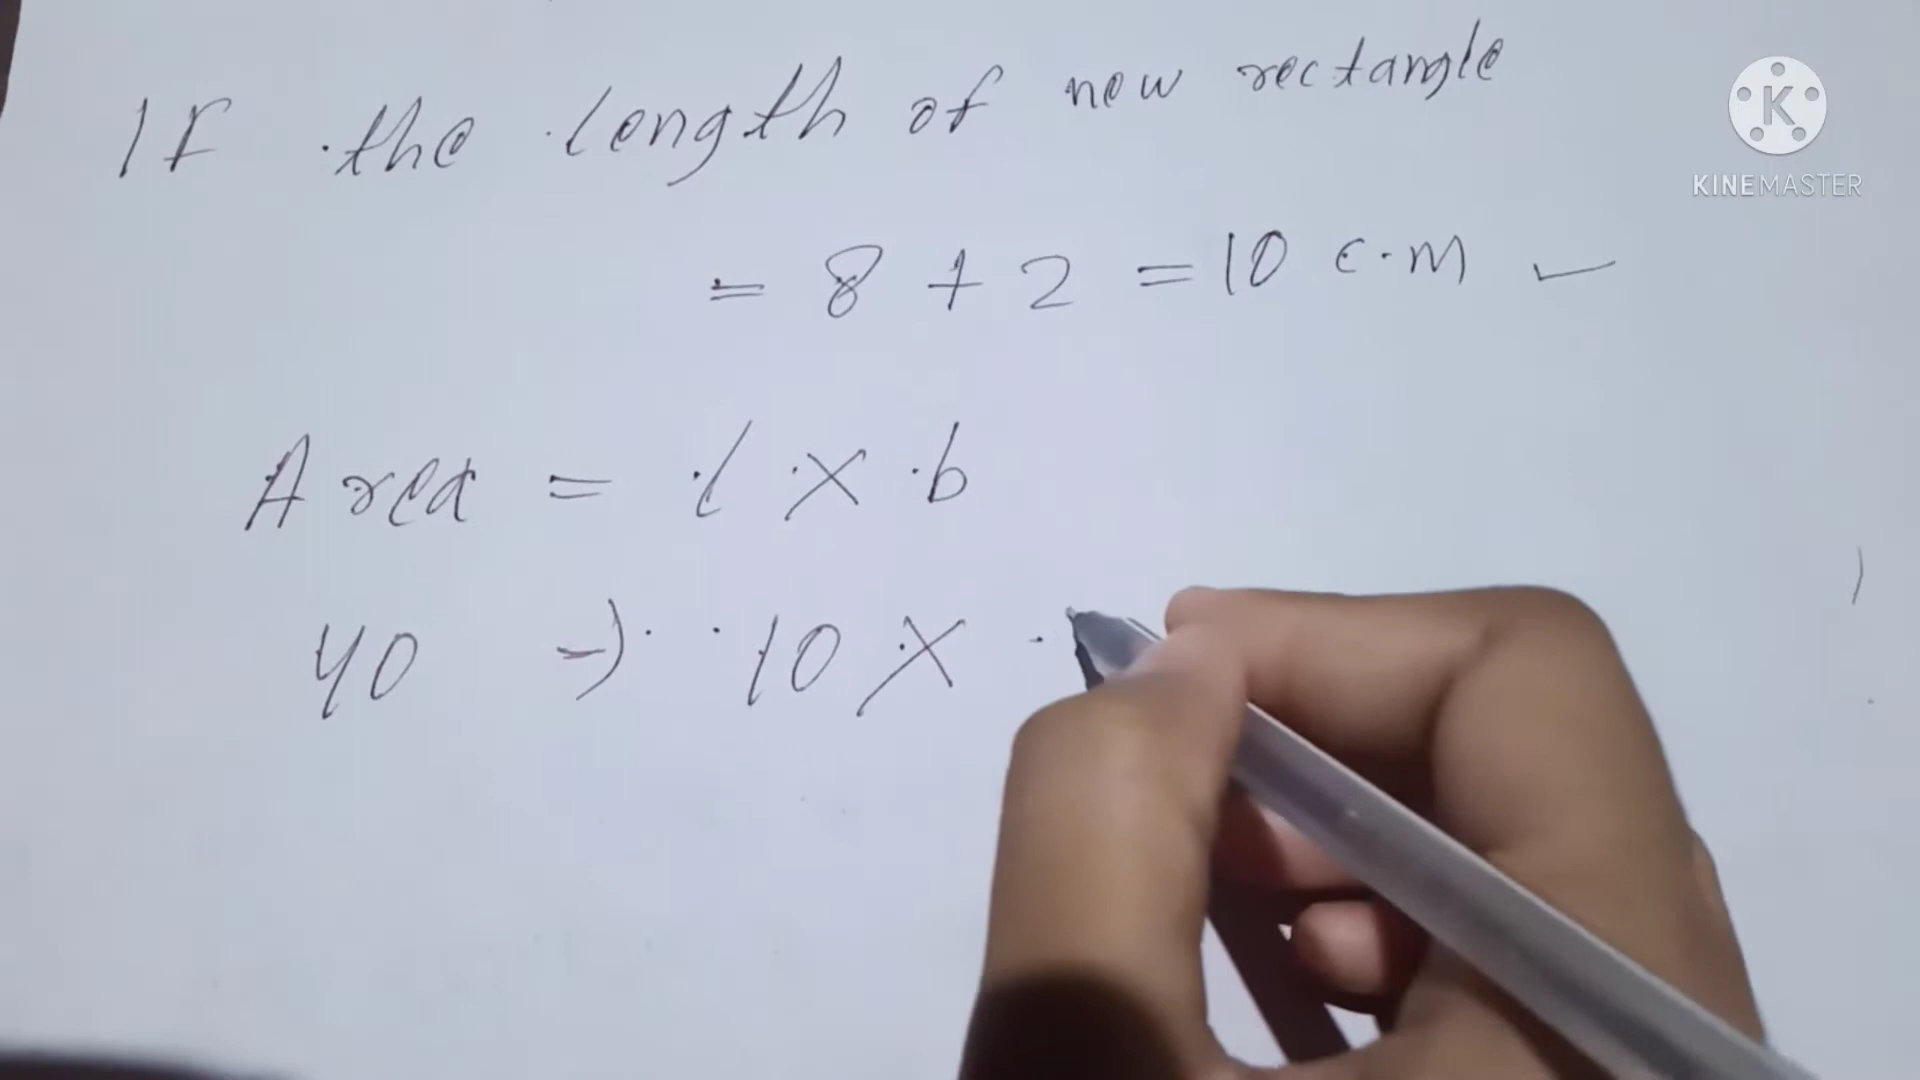 If the length of new rectangle
= 8 + 2 = 10 c.m
Area = l × b
40 → 10 ×
K
KINEMASTER